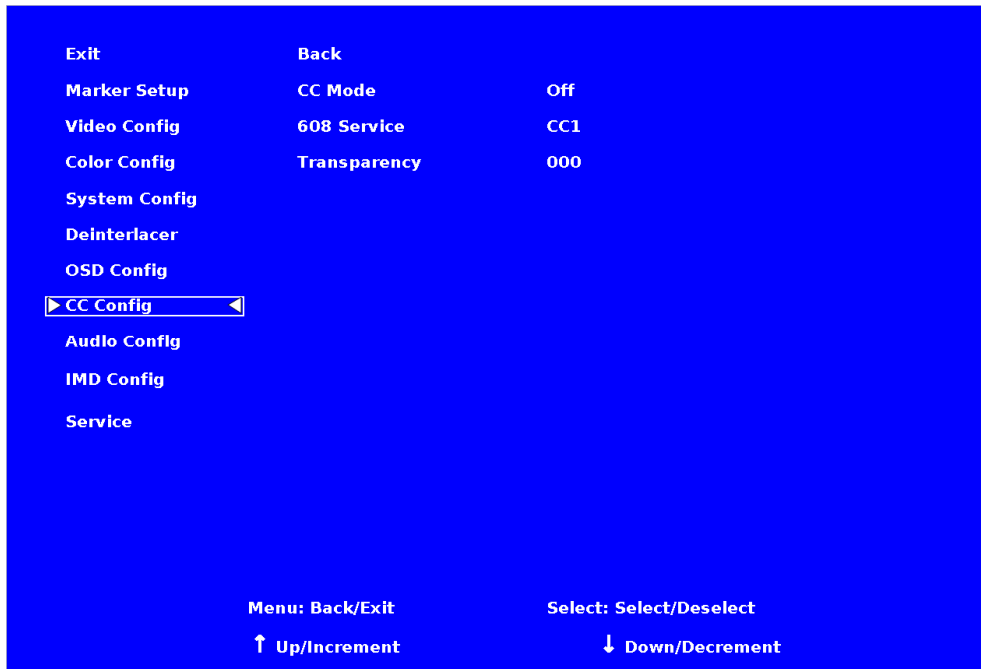 Exit Back
Marker Setup CC Mode Off
Video Config 608 Service CC1
Color Config Transparency 000
System Config
Deinterlacer
OSD Config
CC Config
Audio Config
IMD Config
Service
Menu: Back/Exit Select: Select/Deselect
↑ Up/Increment ↓ Down/Decrement